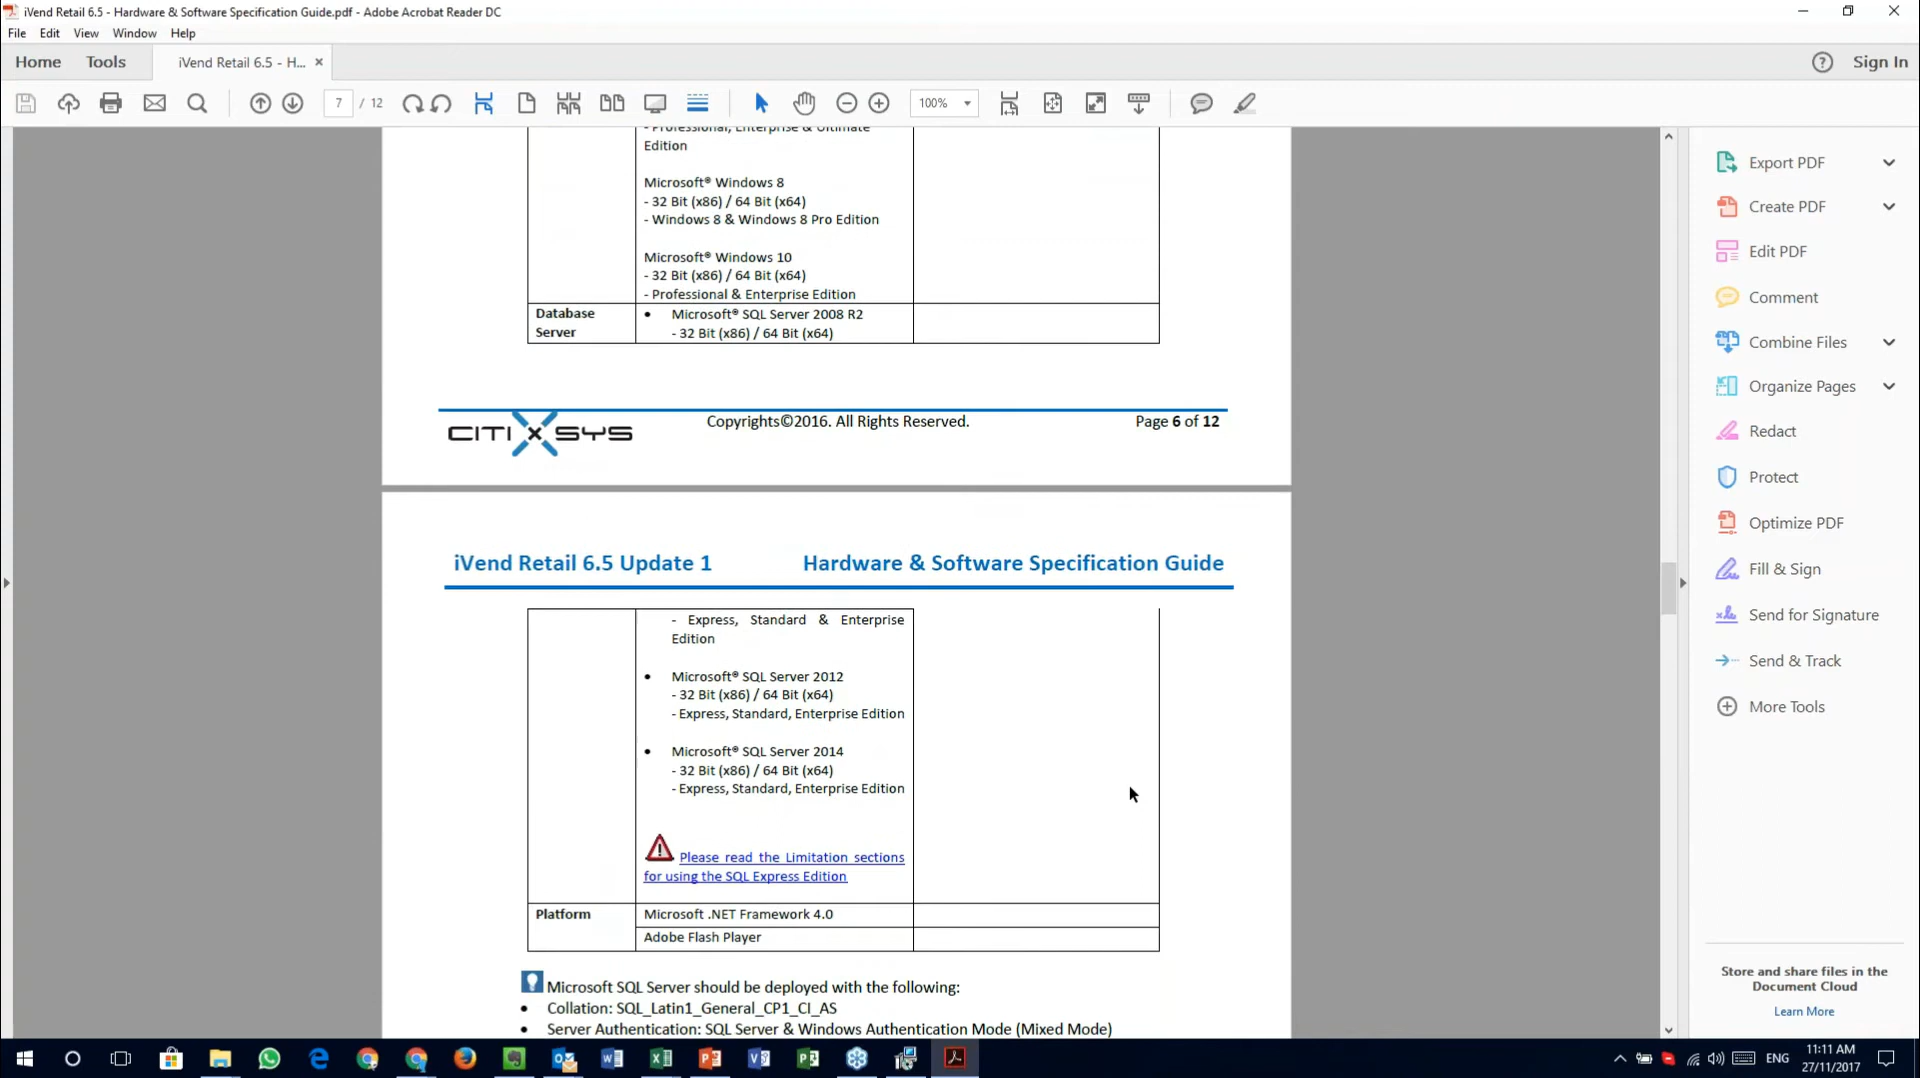 iVend Retail 6.5 - Hardware & Software Specification Guide.pdf - Adobe Acrobat Reader DC
File Edit View Window Help
Home Tools iVend Retail 6.5 - H... × Sign In
7 / 12 100%
- Professional, Enterprise & Ultimate
Edition
Microsoft® Windows 8
- 32 Bit (x86) / 64 Bit (x64)
- Windows 8 & Windows 8 Pro Edition
Microsoft® Windows 10
- 32 Bit (x86) / 64 Bit (x64)
- Professional & Enterprise Edition
Database
Server
• Microsoft® SQL Server 2008 R2
- 32 Bit (x86) / 64 Bit (x64)
CITIXSYS
Copyrights©2016. All Rights Reserved.
Page 6 of 12
iVend Retail 6.5 Update 1
Hardware & Software Specification Guide
- Express, Standard & Enterprise
Edition
• Microsoft® SQL Server 2012
- 32 Bit (x86) / 64 Bit (x64)
- Express, Standard, Enterprise Edition
• Microsoft® SQL Server 2014
- 32 Bit (x86) / 64 Bit (x64)
- Express, Standard, Enterprise Edition
Please read the Limitation sections
for using the SQL Express Edition
Platform
Microsoft .NET Framework 4.0
Adobe Flash Player
Microsoft SQL Server should be deployed with the following:
• Collation: SQL_Latin1_General_CP1_CI_AS
• Server Authentication: SQL Server & Windows Authentication Mode (Mixed Mode)
Export PDF
Create PDF
Edit PDF
Comment
Combine Files
Organize Pages
Redact
Protect
Optimize PDF
Fill & Sign
Send for Signature
Send & Track
More Tools
Store and share files in the
Document Cloud
Learn More
ENG
11:11 AM
27/11/2017